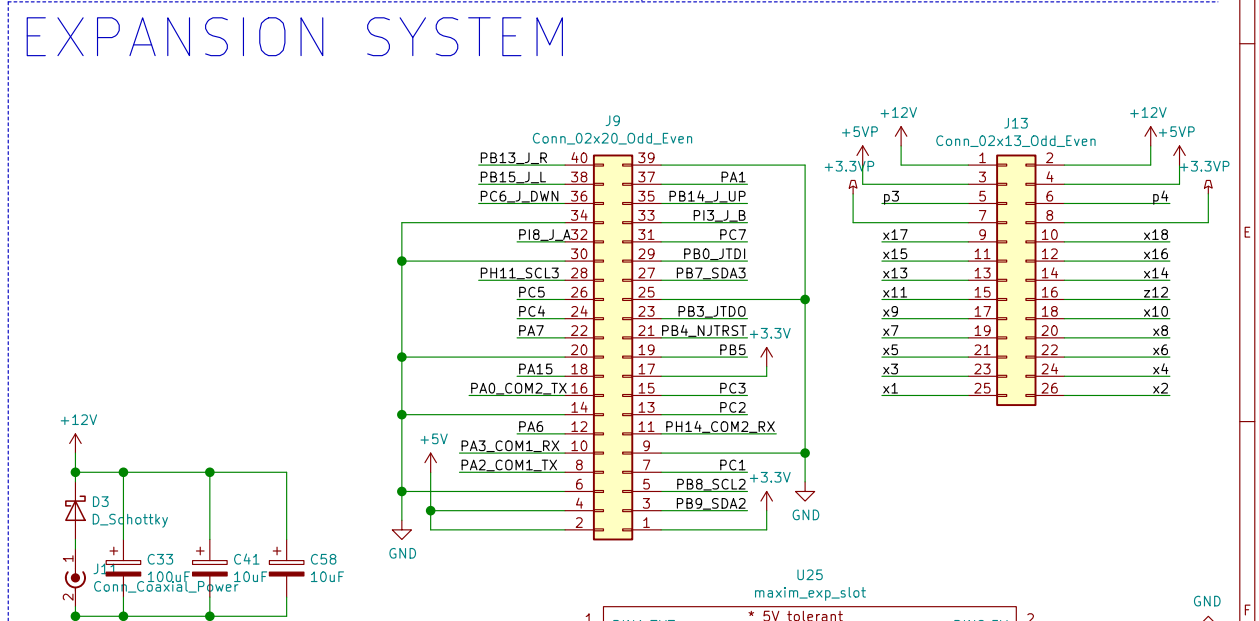 EXPANSION SYSTEM
J9
Conn_02x20_Odd_Even
PB13_J_R 40 39
PB15_J_L 38 37 PA1
PC6_J_DWN 36 35 PB14_J_UP
34 33 PI3_J_B
PI8_J_A 32 31 PC7
30 29 PB0_JTDI
PH11_SCL3 28 27 PB7_SDA3
PC5 26 25
PC4 24 23 PB3_JTDO
PA7 22 21 PB4_NJTRST
+3.3V
20 19 PB5
PA15 18 17
PA0_COM2_TX 16 15 PC3
14 13 PC2
PA6 12 11 PH14_COM2_RX
+5V
PA3_COM1_RX 10 9
PA2_COM1_TX 8 7 PC1
+3.3V
6 5 PB8_SCL2
4 3 PB9_SDA2
2 1
GND
GND
J13
Conn_02x13_Odd_Even
+12V +12V
+5VP +5VP
+3.3VP +3.3VP
1 2
3 4
p3 5 6 p4
7 8
x17 9 10 x18
x15 11 12 x16
x13 13 14 x14
x11 15 16 z12
x9 17 18 x10
x7 19 20 x8
x5 21 22 x6
x3 23 24 x4
x1 25 26 x2
+12V
D3
D_Schottky
1
J11
Conn_Coaxial_Power
2
+
C33
100uF
+
C41
10uF
+
C58
10uF
U25
maxim_exp_slot
1 * 5V tolerant 2
GND
E
F